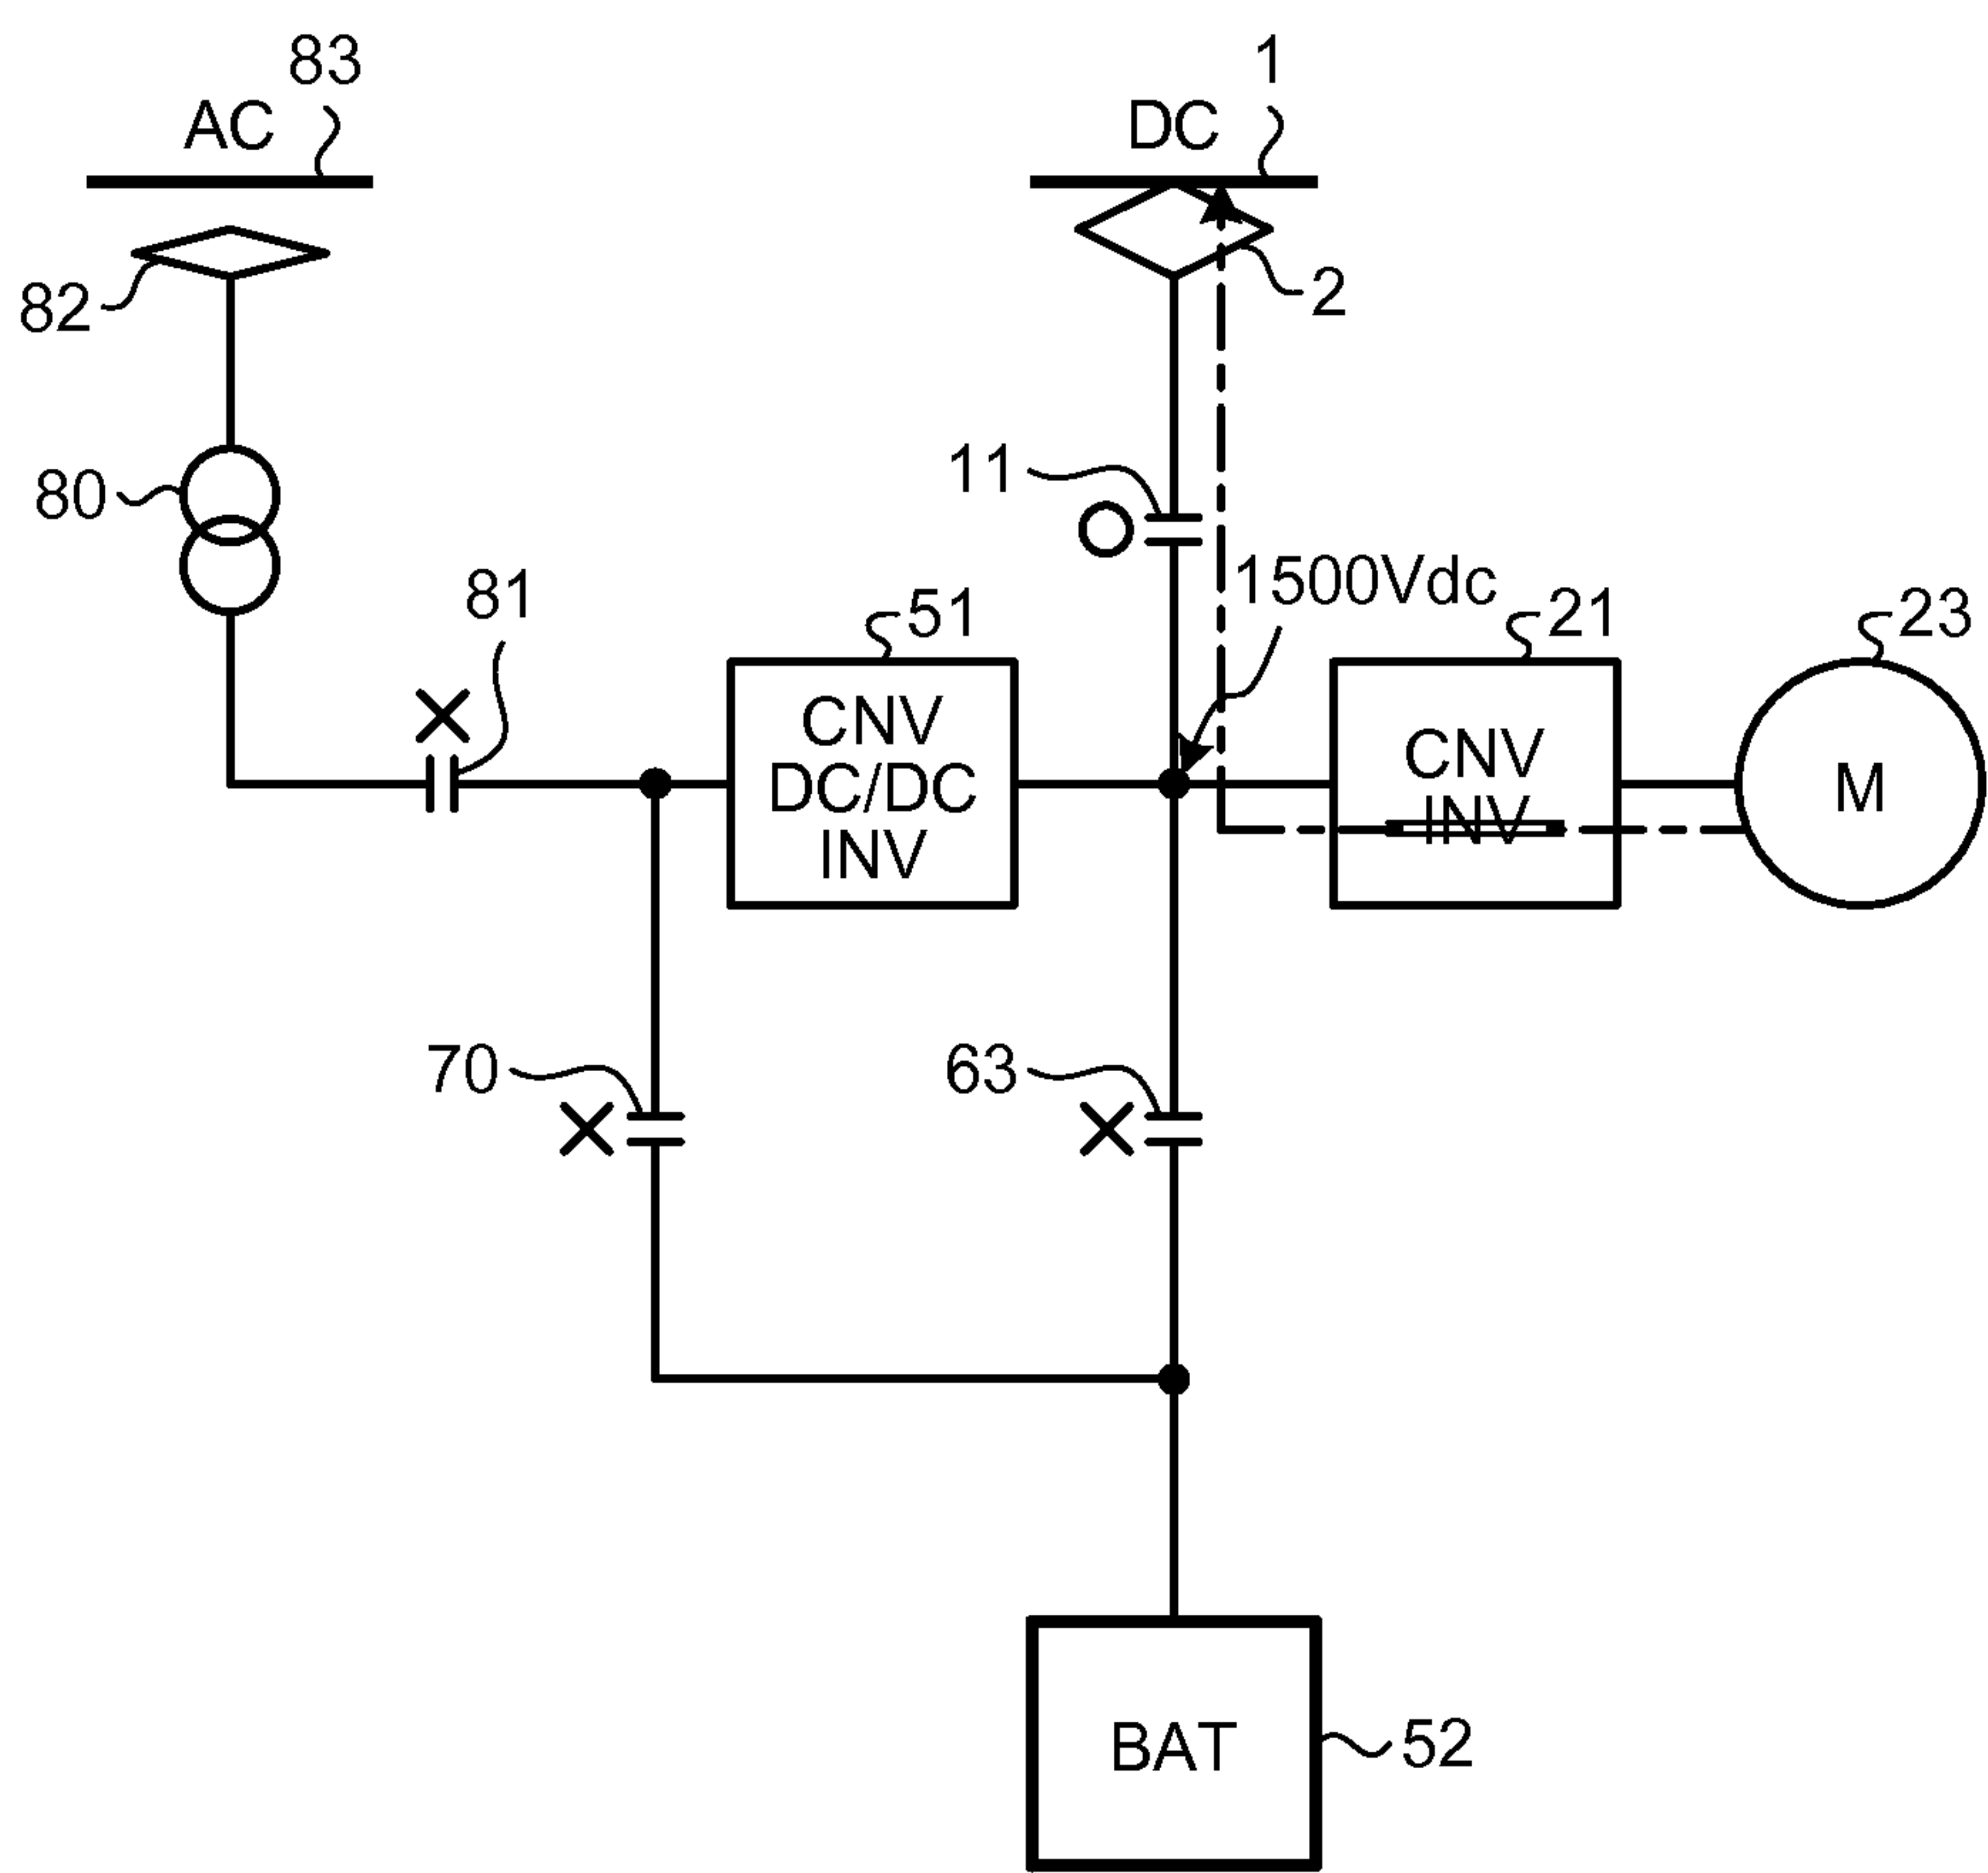 83
1
AC
DC
82
2
80
11
81
51
1500Vdc
21
23
CNV
DC/DC
INV
CNV
INV
M
70
63
BAT
52